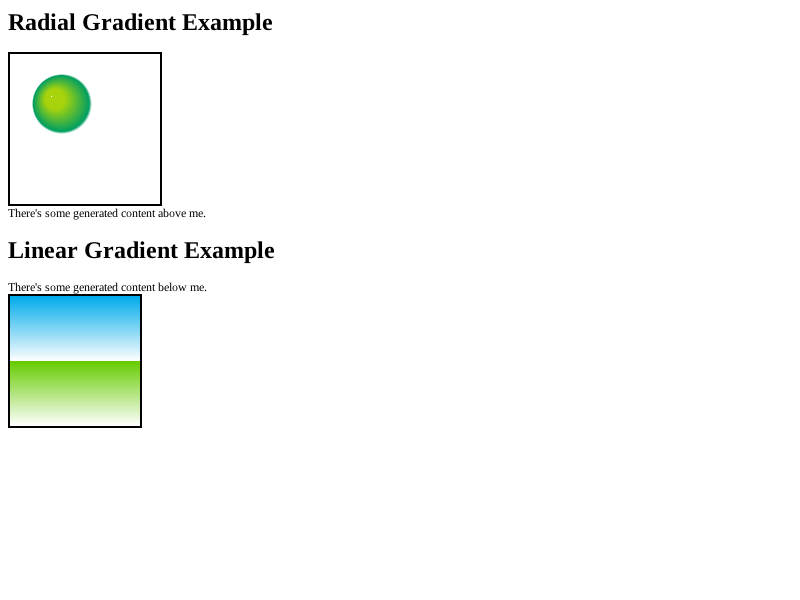 Radial Gradient Example
There's some generated content above me.
Linear Gradient Example
There's some generated content below me.